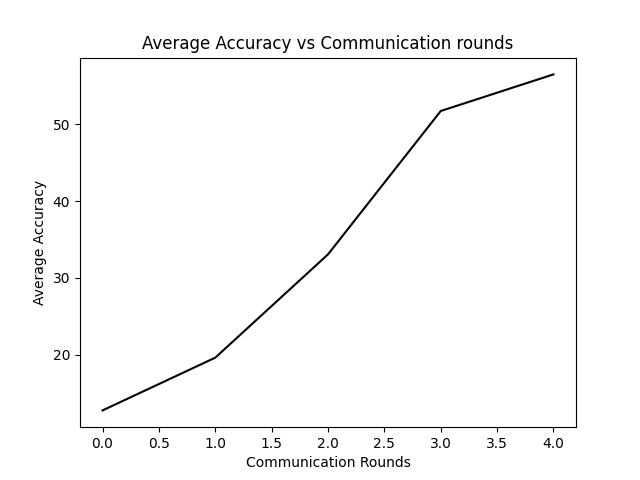 Average Accuracy vs Communication rounds
Average Accuracy
50
40
30
20
0.0 0.5 1.0 1.5 2.0 2.5 3.0 3.5 4.0
Communication Rounds